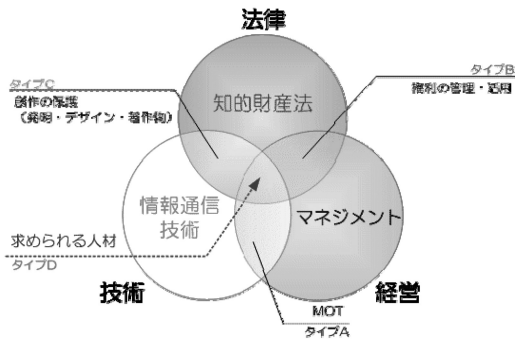 法律
タイプC
創作の保護
（発明・デザイン・著作物）
タイプB
権利の管理・活用
知的財産法
情報通信
技術
マネジメント
求められる人材
タイプD
技術
経営
MOT
タイプA